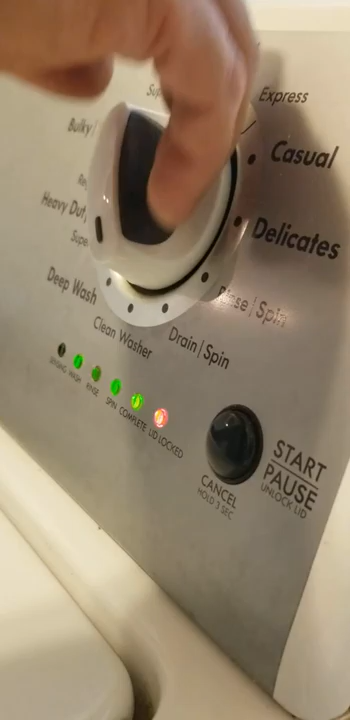 Express
Casual
Bulky
Heavy Duty
Delicates
Deep Wash
Rinse|Spin
Clean Washer
Drain|Spin
WASH
RINSE
SPIN
COMPLETE
LID LOCKED
START
PAUSE
UNLOCK LID
CANCEL
HOLD 3 SEC